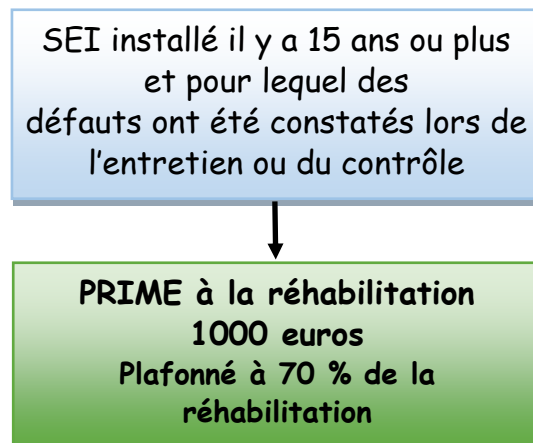 SEI installé il y a 15 ans ou plus
et pour lequel des
défauts ont été constatés lors de
l'entretien ou du contrôle
PRIME à la réhabilitation
1000 euros
Plafonné à 70 % de la
réhabilitation